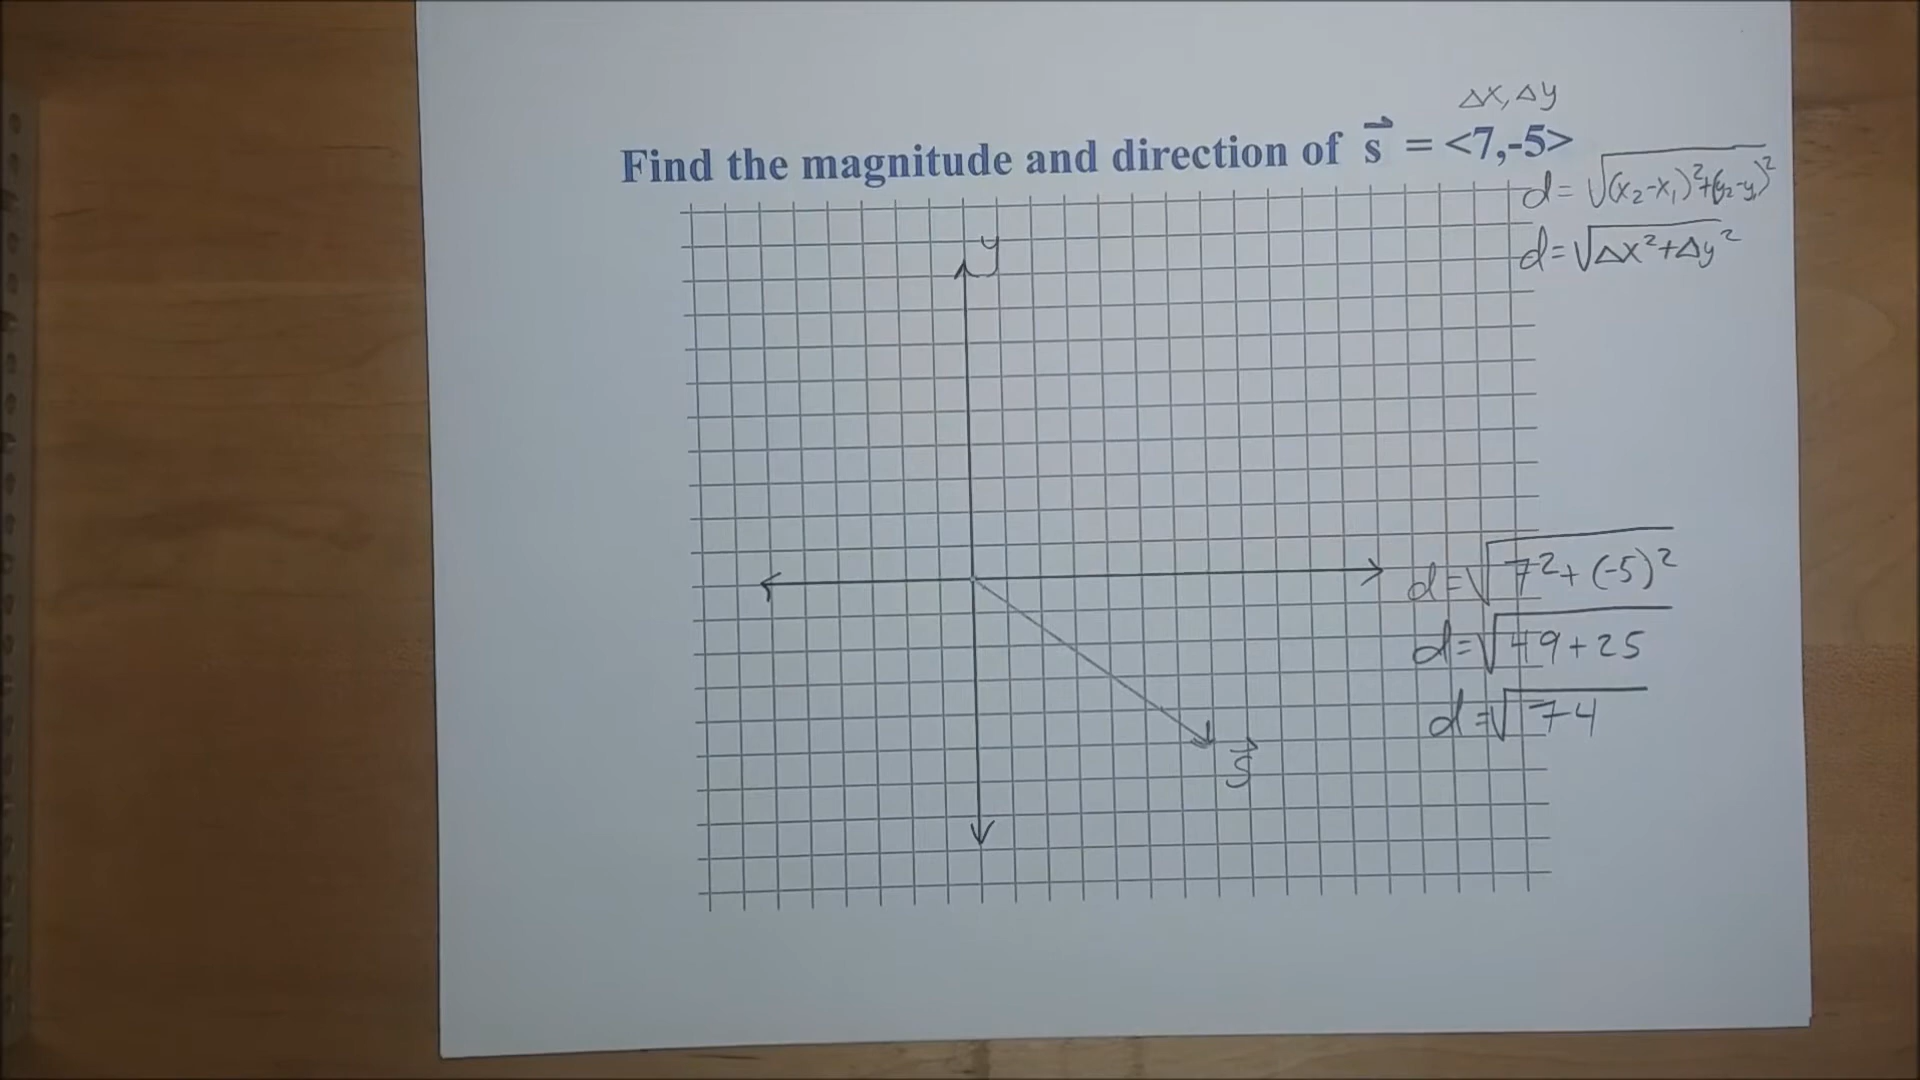 Δx, Δy
Find the magnitude and direction of s⃗ = <7,-5>
d = √(x₂-x₁)²+(y₂-y₁)²
d=√Δx²+Δy²
y
d=√7²+(-5)²
d=√49+25
d=√74
s⃗